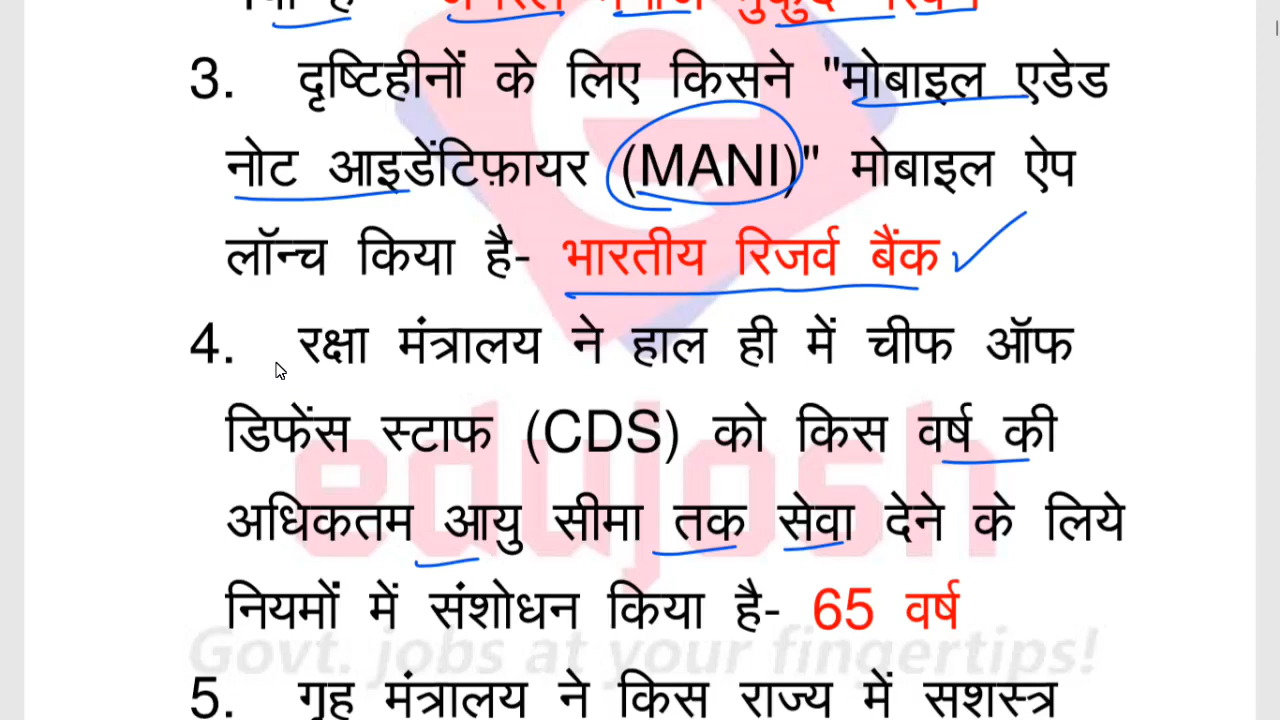 3. दृष्टिहीनों के लिए किसने "मोबाइल एडेड
नोट आइडेंटिफ़ायर (MANI)" मोबाइल ऐप
लॉन्च किया है- भारतीय रिजर्व बैंक
4. रक्षा मंत्रालय ने हाल ही में चीफ ऑफ
डिफेंस स्टाफ (CDS) को किस वर्ष की
अधिकतम आयु सीमा तक सेवा देने के लिये
नियमों में संशोधन किया है- 65 वर्ष
edujosh
Govt. jobs at your fingertips!
5. गृह मंत्रालय ने किस राज्य में सशस्त्र